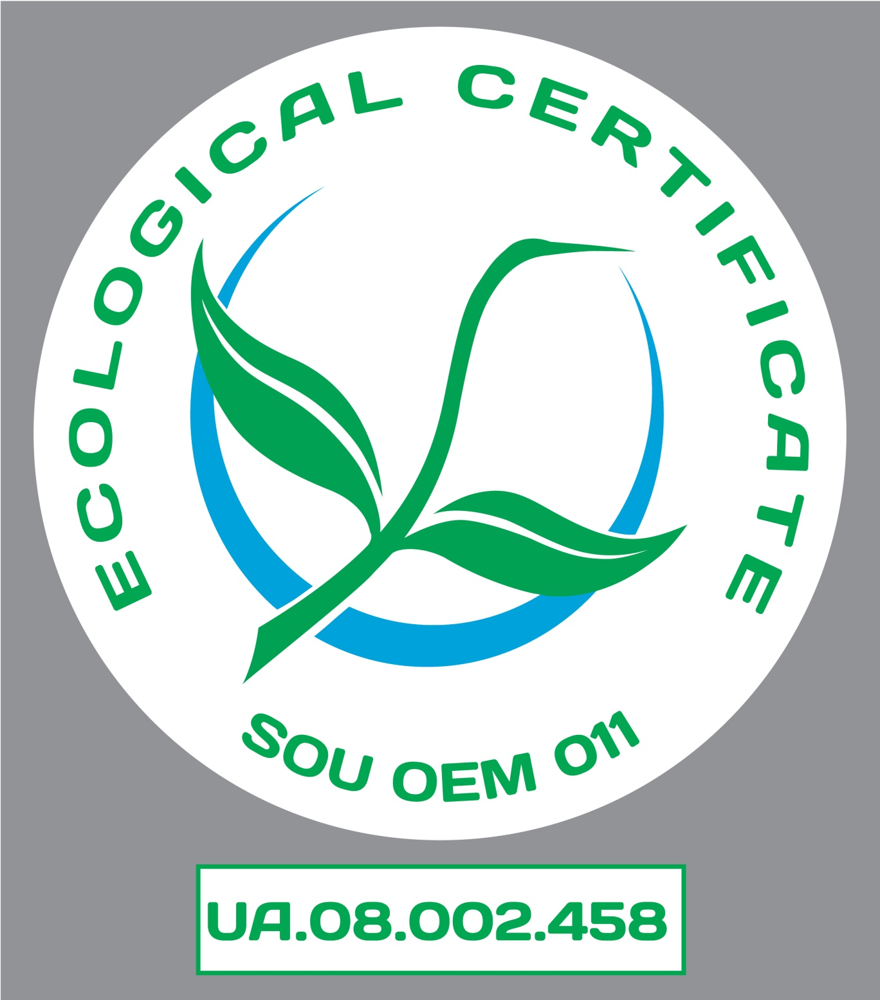 ECOLOGICAL CERTIFICATE
SOU OEM 011
UA.08.002.458